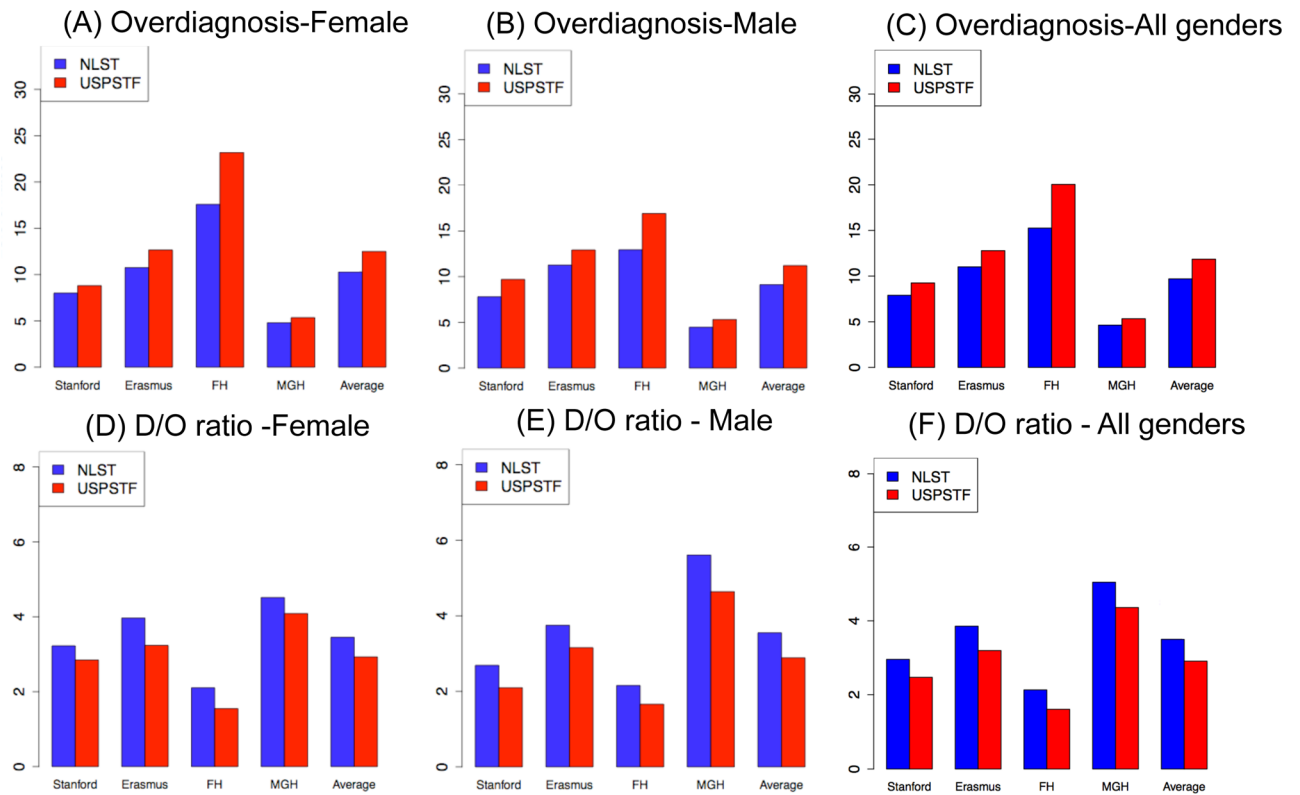 (A) Overdiagnosis-Female
NLST
USPSTF
30
25
20
15
10
5
0
Stanford Erasmus FH MGH Average
(B) Overdiagnosis-Male
NLST
USPSTF
30
25
20
15
10
5
0
Stanford Erasmus FH MGH Average
(C) Overdiagnosis-All genders
NLST
USPSTF
30
25
20
15
10
5
0
Stanford Erasmus FH MGH Average
(D) D/O ratio -Female
NLST
USPSTF
8
6
4
2
0
Stanford Erasmus FH MGH Average
(E) D/O ratio - Male
NLST
USPSTF
8
6
4
2
0
Stanford Erasmus FH MGH Average
(F) D/O ratio - All genders
NLST
USPSTF
8
6
4
2
0
Stanford Erasmus FH MGH Average